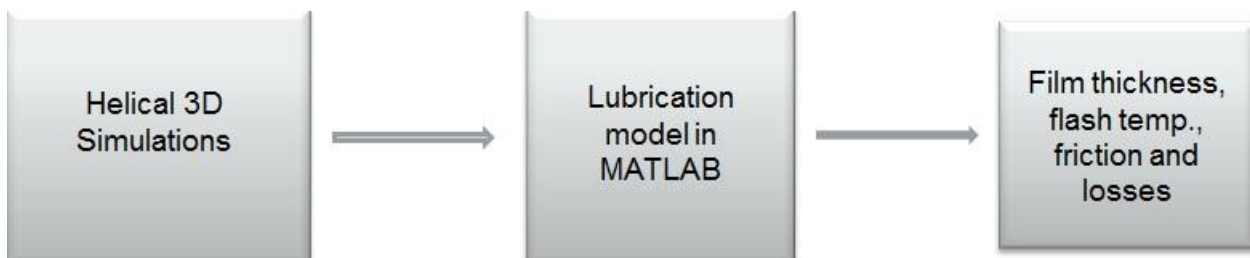 Helical 3D
Simulations
Lubrication
model in
MATLAB
Film thickness,
flash temp.,
friction and
losses